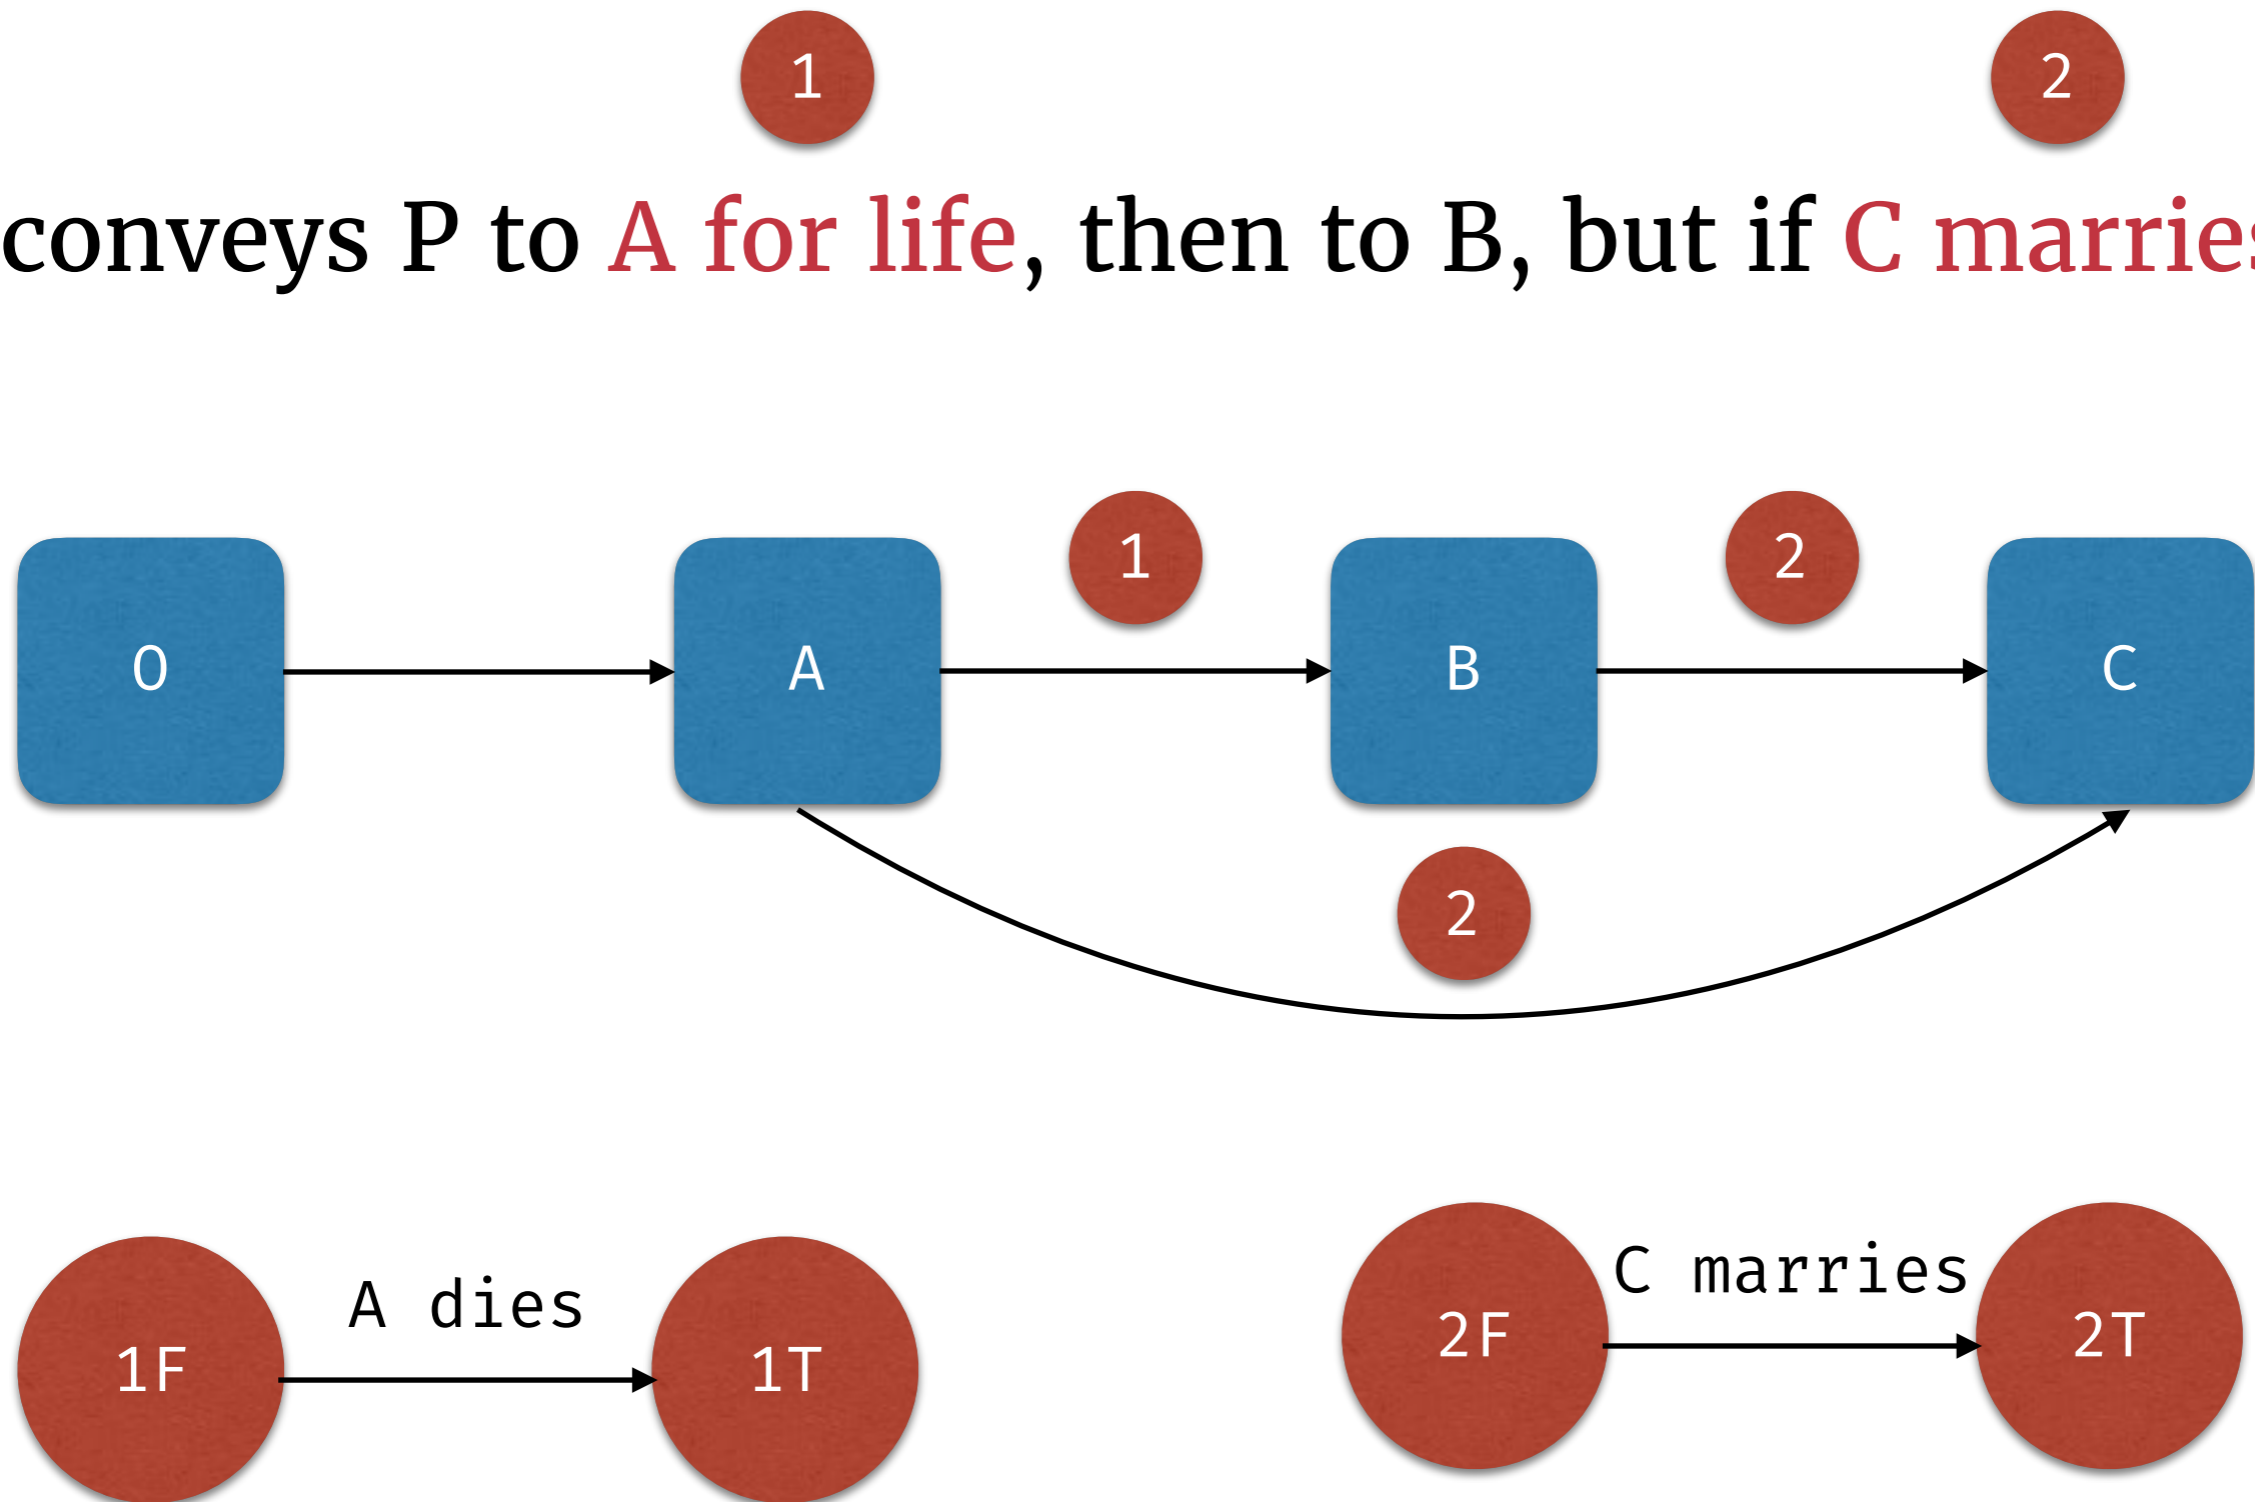 1 2
conveys P to A for life, then to B, but if C marries
1 2
O A B C
2
A dies C marries
1F 1T 2F 2T